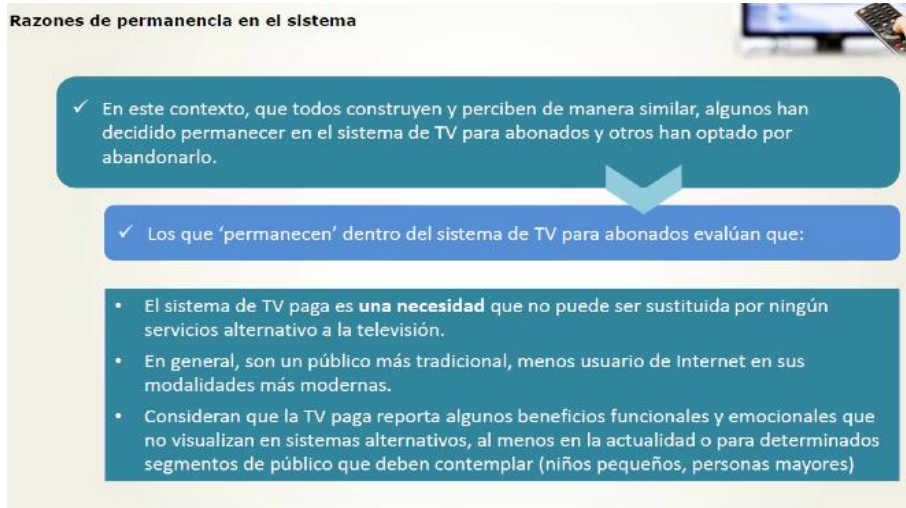 Razones de permanencia en el sistema
✓ En este contexto, que todos construyen y perciben de manera similar, algunos han
decidido permanecer en el sistema de TV para abonados y otros han optado por
abandonarlo.
✓ Los que ‘permanecen’ dentro del sistema de TV para abonados evalúan que:
• El sistema de TV paga es una necesidad que no puede ser sustituida por ningún
servicios alternativo a la televisión.
• En general, son un público más tradicional, menos usuario de Internet en sus
modalidades más modernas.
• Consideran que la TV paga reporta algunos beneficios funcionales y emocionales que
no visualizan en sistemas alternativos, al menos en la actualidad o para determinados
segmentos de público que deben contemplar (niños pequeños, personas mayores)